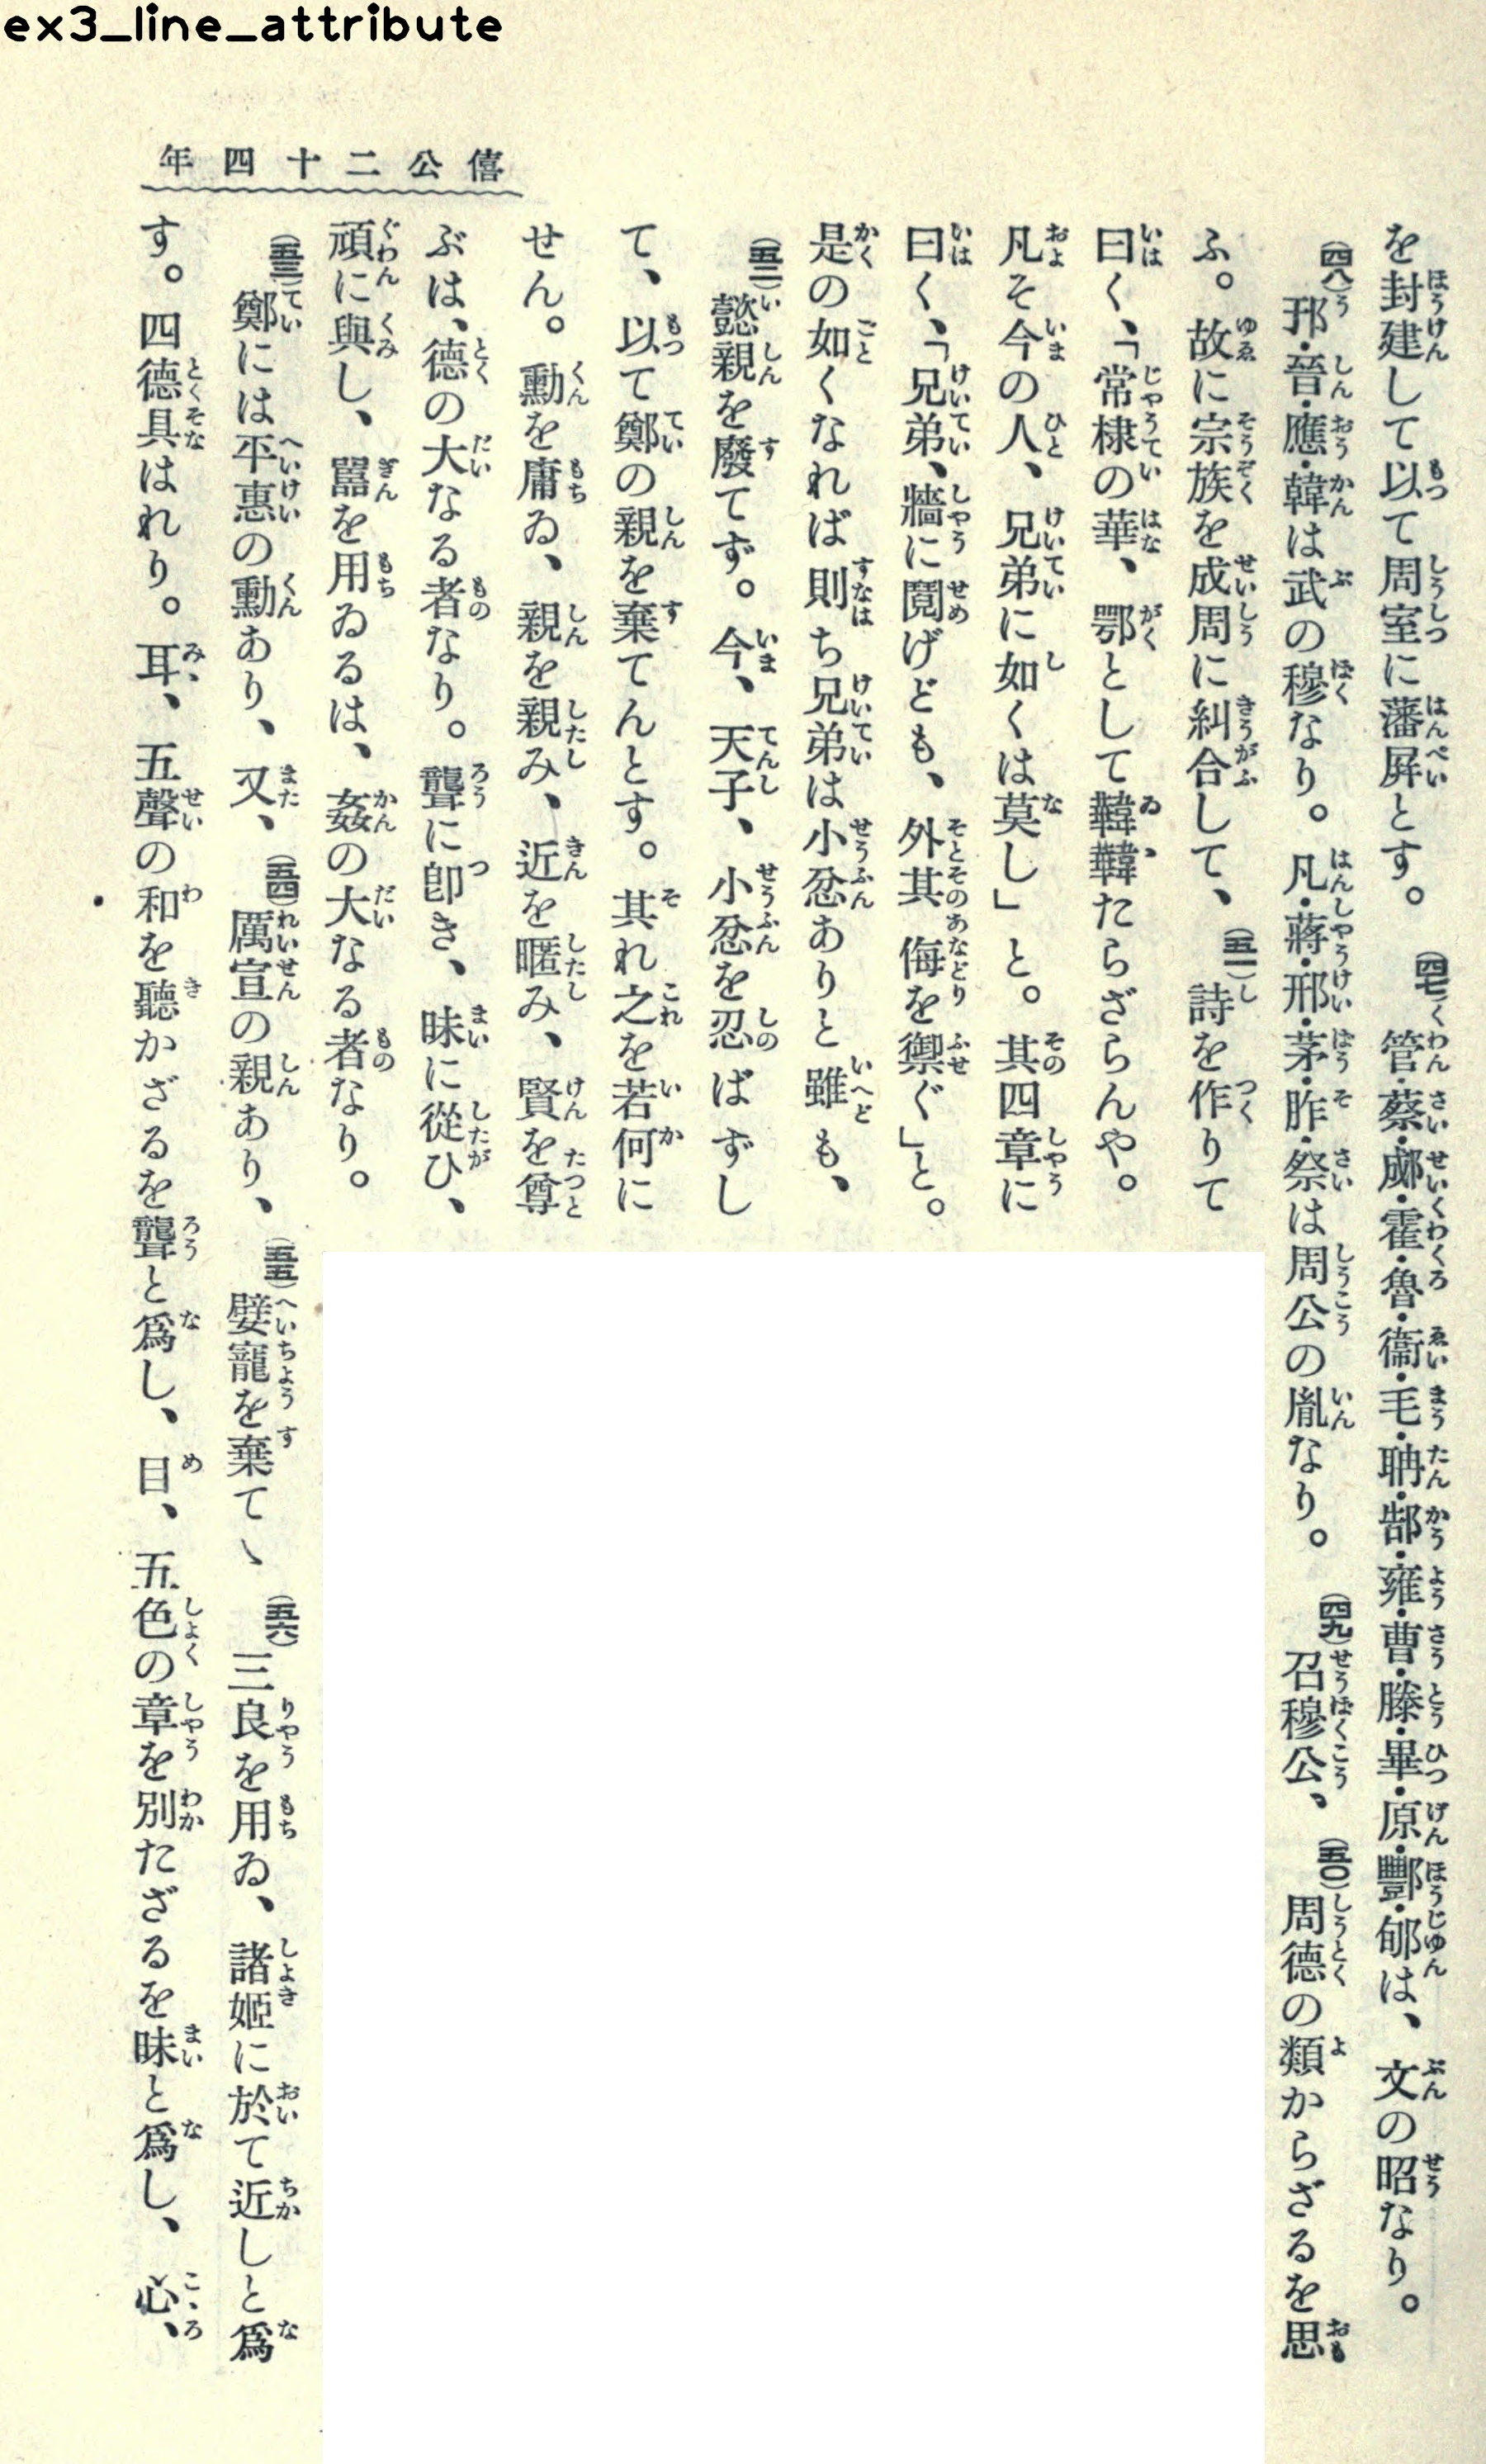 ex3_line_attribute
僖公二十四年
を封建して以て周室に藩屛とす。(四七)管・蔡・郕・霍・魯・衞・毛・聃・郜・雍・曹・滕・畢・原・酆・郇は、文の昭なり。
(四八)邘・晉・應・韓は武の穆なり。凡・蔣・邢・茅・胙・祭は周公の胤なり。(四九)召穆公、(五〇)周德の類からざるを思
ふ。故に宗族を成周に糾合して、(五一)詩を作りて
曰く、「常棣の華、鄂として韡韡たらざらんや。
凡そ今の人、兄弟に如くは莫し」と。其四章に
曰く、「兄弟、牆に鬩げども、外其侮を禦ぐ」と。
是の如くなれば則ち兄弟は小忿ありと雖も、
(五二)懿親を廢てず。今、天子、小忿を忍ばずし
て、以て鄭の親を棄てんとす。其れ之を若何に
せん。勳を庸ゐ、親を親み、近を暱み、賢を尊
ぶは、德の大なる者なり。聾に卽き、昧に從ひ、
頑に與し、嚚を用ゐるは、姦の大なる者なり。
(五三)鄭には平惠の勳あり、又、(五四)厲宣の親あり、(五五)嬖寵を棄てゝ(五六)三良を用ゐ、諸姬に於て近しと爲
す。四德具はれり。耳、五聲の和を聽かざるを聾と爲し、目、五色の章を別たざるを昧と爲し、心、